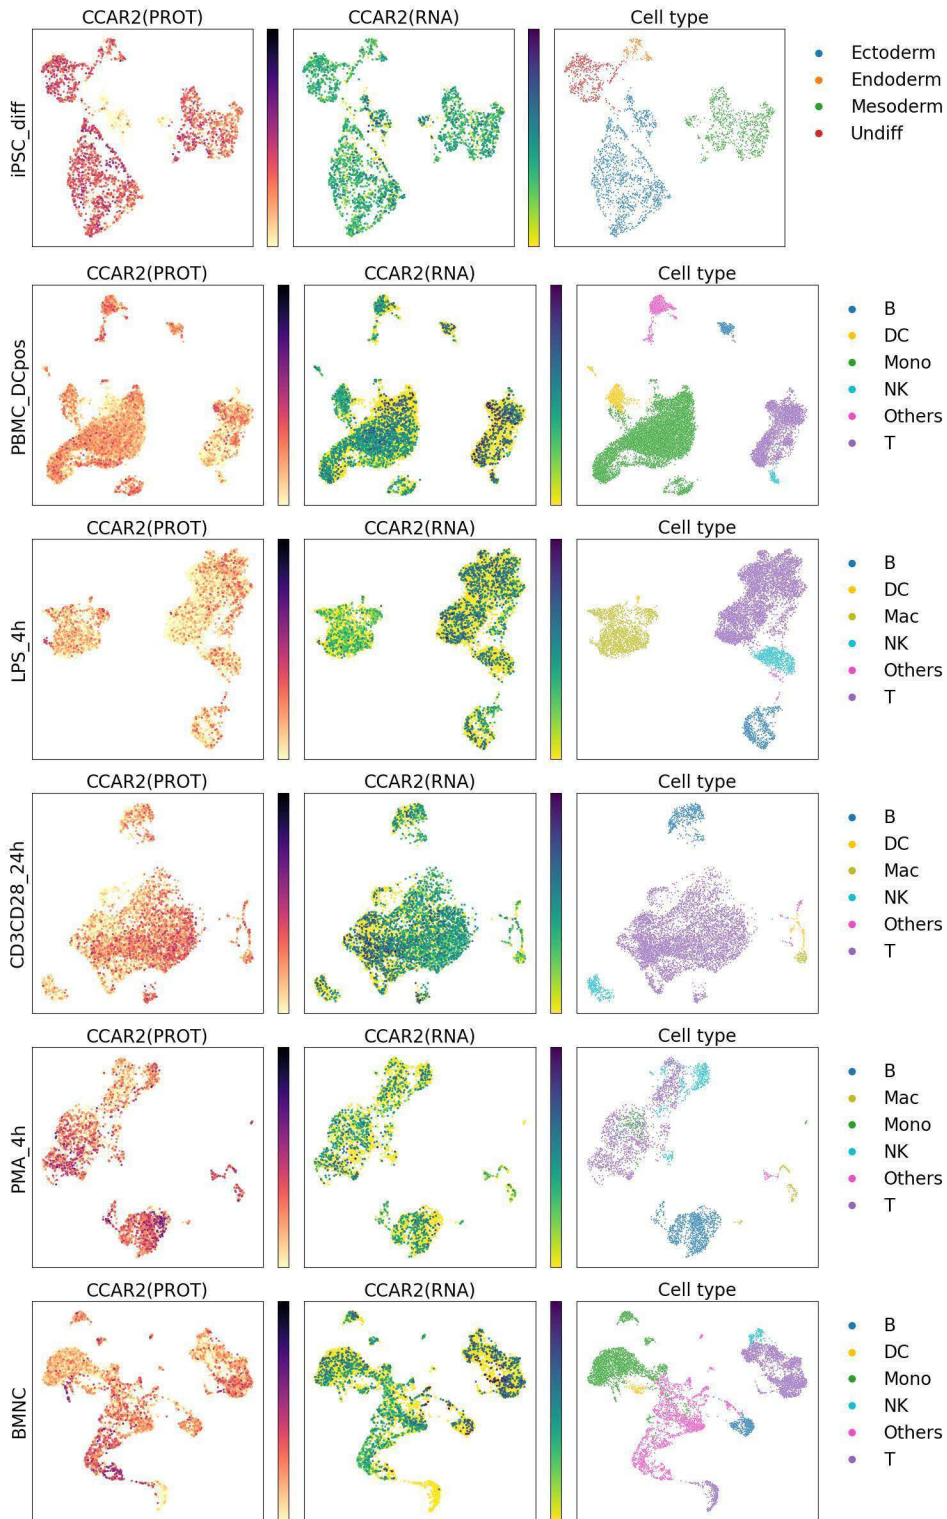 CCAR2(PROT) CCAR2(RNA) Cell type
iPSC_diff
Ectoderm
Endoderm
Mesoderm
Undiff
CCAR2(PROT) CCAR2(RNA) Cell type
PBMC_DCpos
B
DC
Mono
NK
Others
T
CCAR2(PROT) CCAR2(RNA) Cell type
LPS_4h
B
DC
Mac
NK
Others
T
CCAR2(PROT) CCAR2(RNA) Cell type
CD3CD28_24h
B
DC
Mac
NK
Others
T
CCAR2(PROT) CCAR2(RNA) Cell type
PMA_4h
B
Mac
Mono
NK
Others
T
CCAR2(PROT) CCAR2(RNA) Cell type
BMNC
B
DC
Mono
NK
Others
T